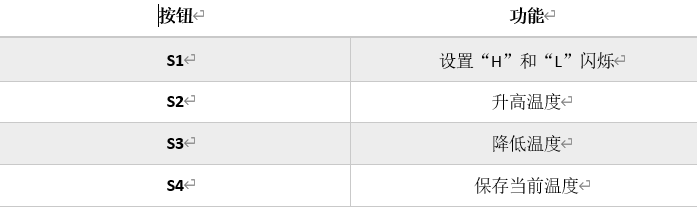 按钮 功能
S1 设置“H”和“L”闪烁
S2 升高温度
S3 降低温度
S4 保存当前温度